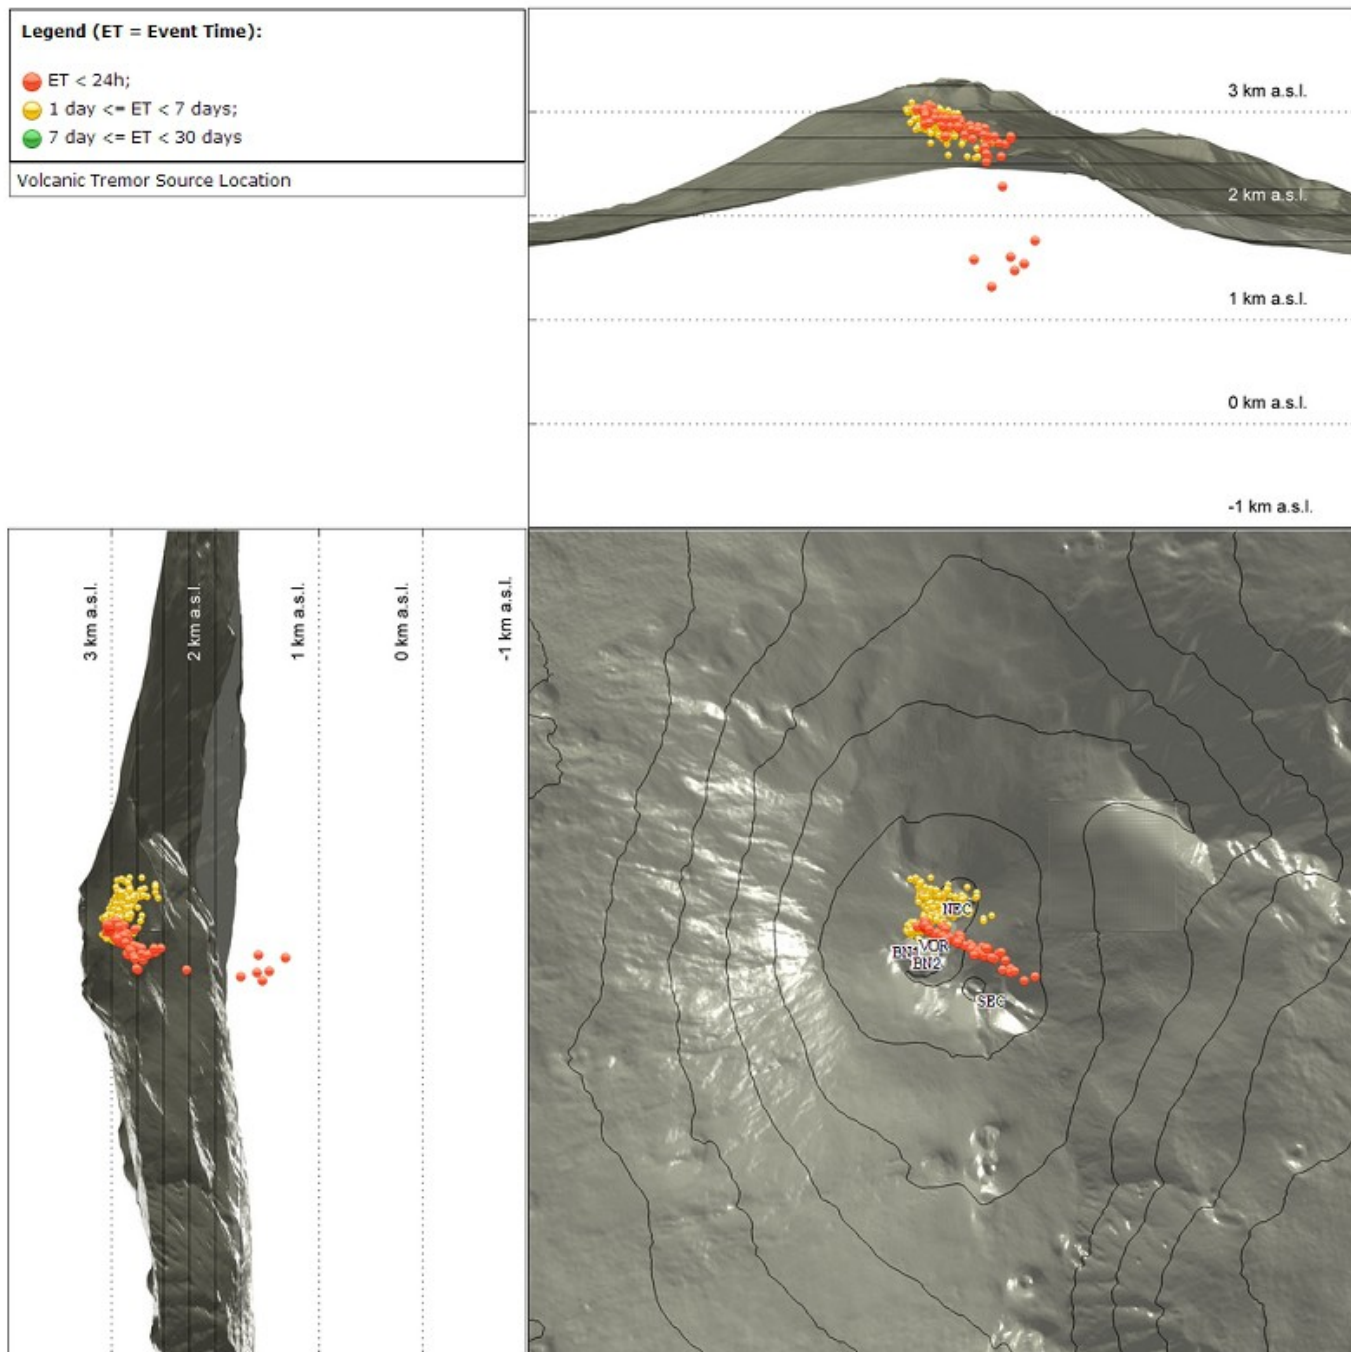 Legend (ET = Event Time):
ET < 24h;
1 day <= ET < 7 days;
7 day <= ET < 30 days
Volcanic Tremor Source Location
3 km a.s.l.
2 km a.s.l.
1 km a.s.l.
0 km a.s.l.
-1 km a.s.l.
3 km a.s.l.
2 km a.s.l.
1 km a.s.l.
0 km a.s.l.
-1 km a.s.l.
NEC
BN1 VOR
BN2
SEC